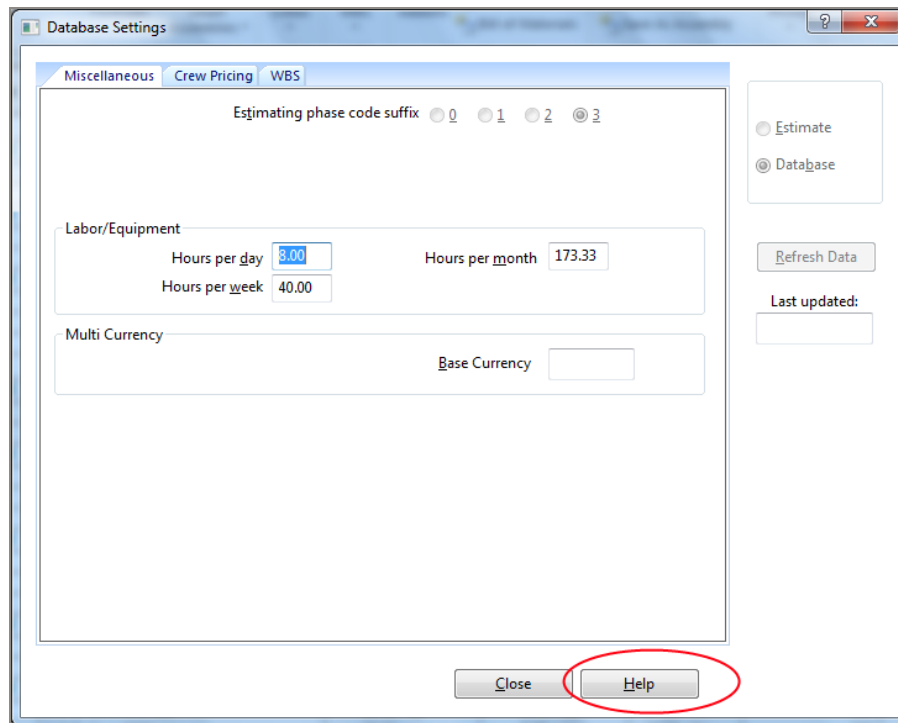 Database Settings
?
X
Miscellaneous Crew Pricing WBS
Estimating phase code suffix 0 1 2 3
Estimate
Database
Labor/Equipment
Hours per day 8.00 Hours per month 173.33
Hours per week 40.00
Refresh Data
Last updated:
Multi Currency
Base Currency
Close Help